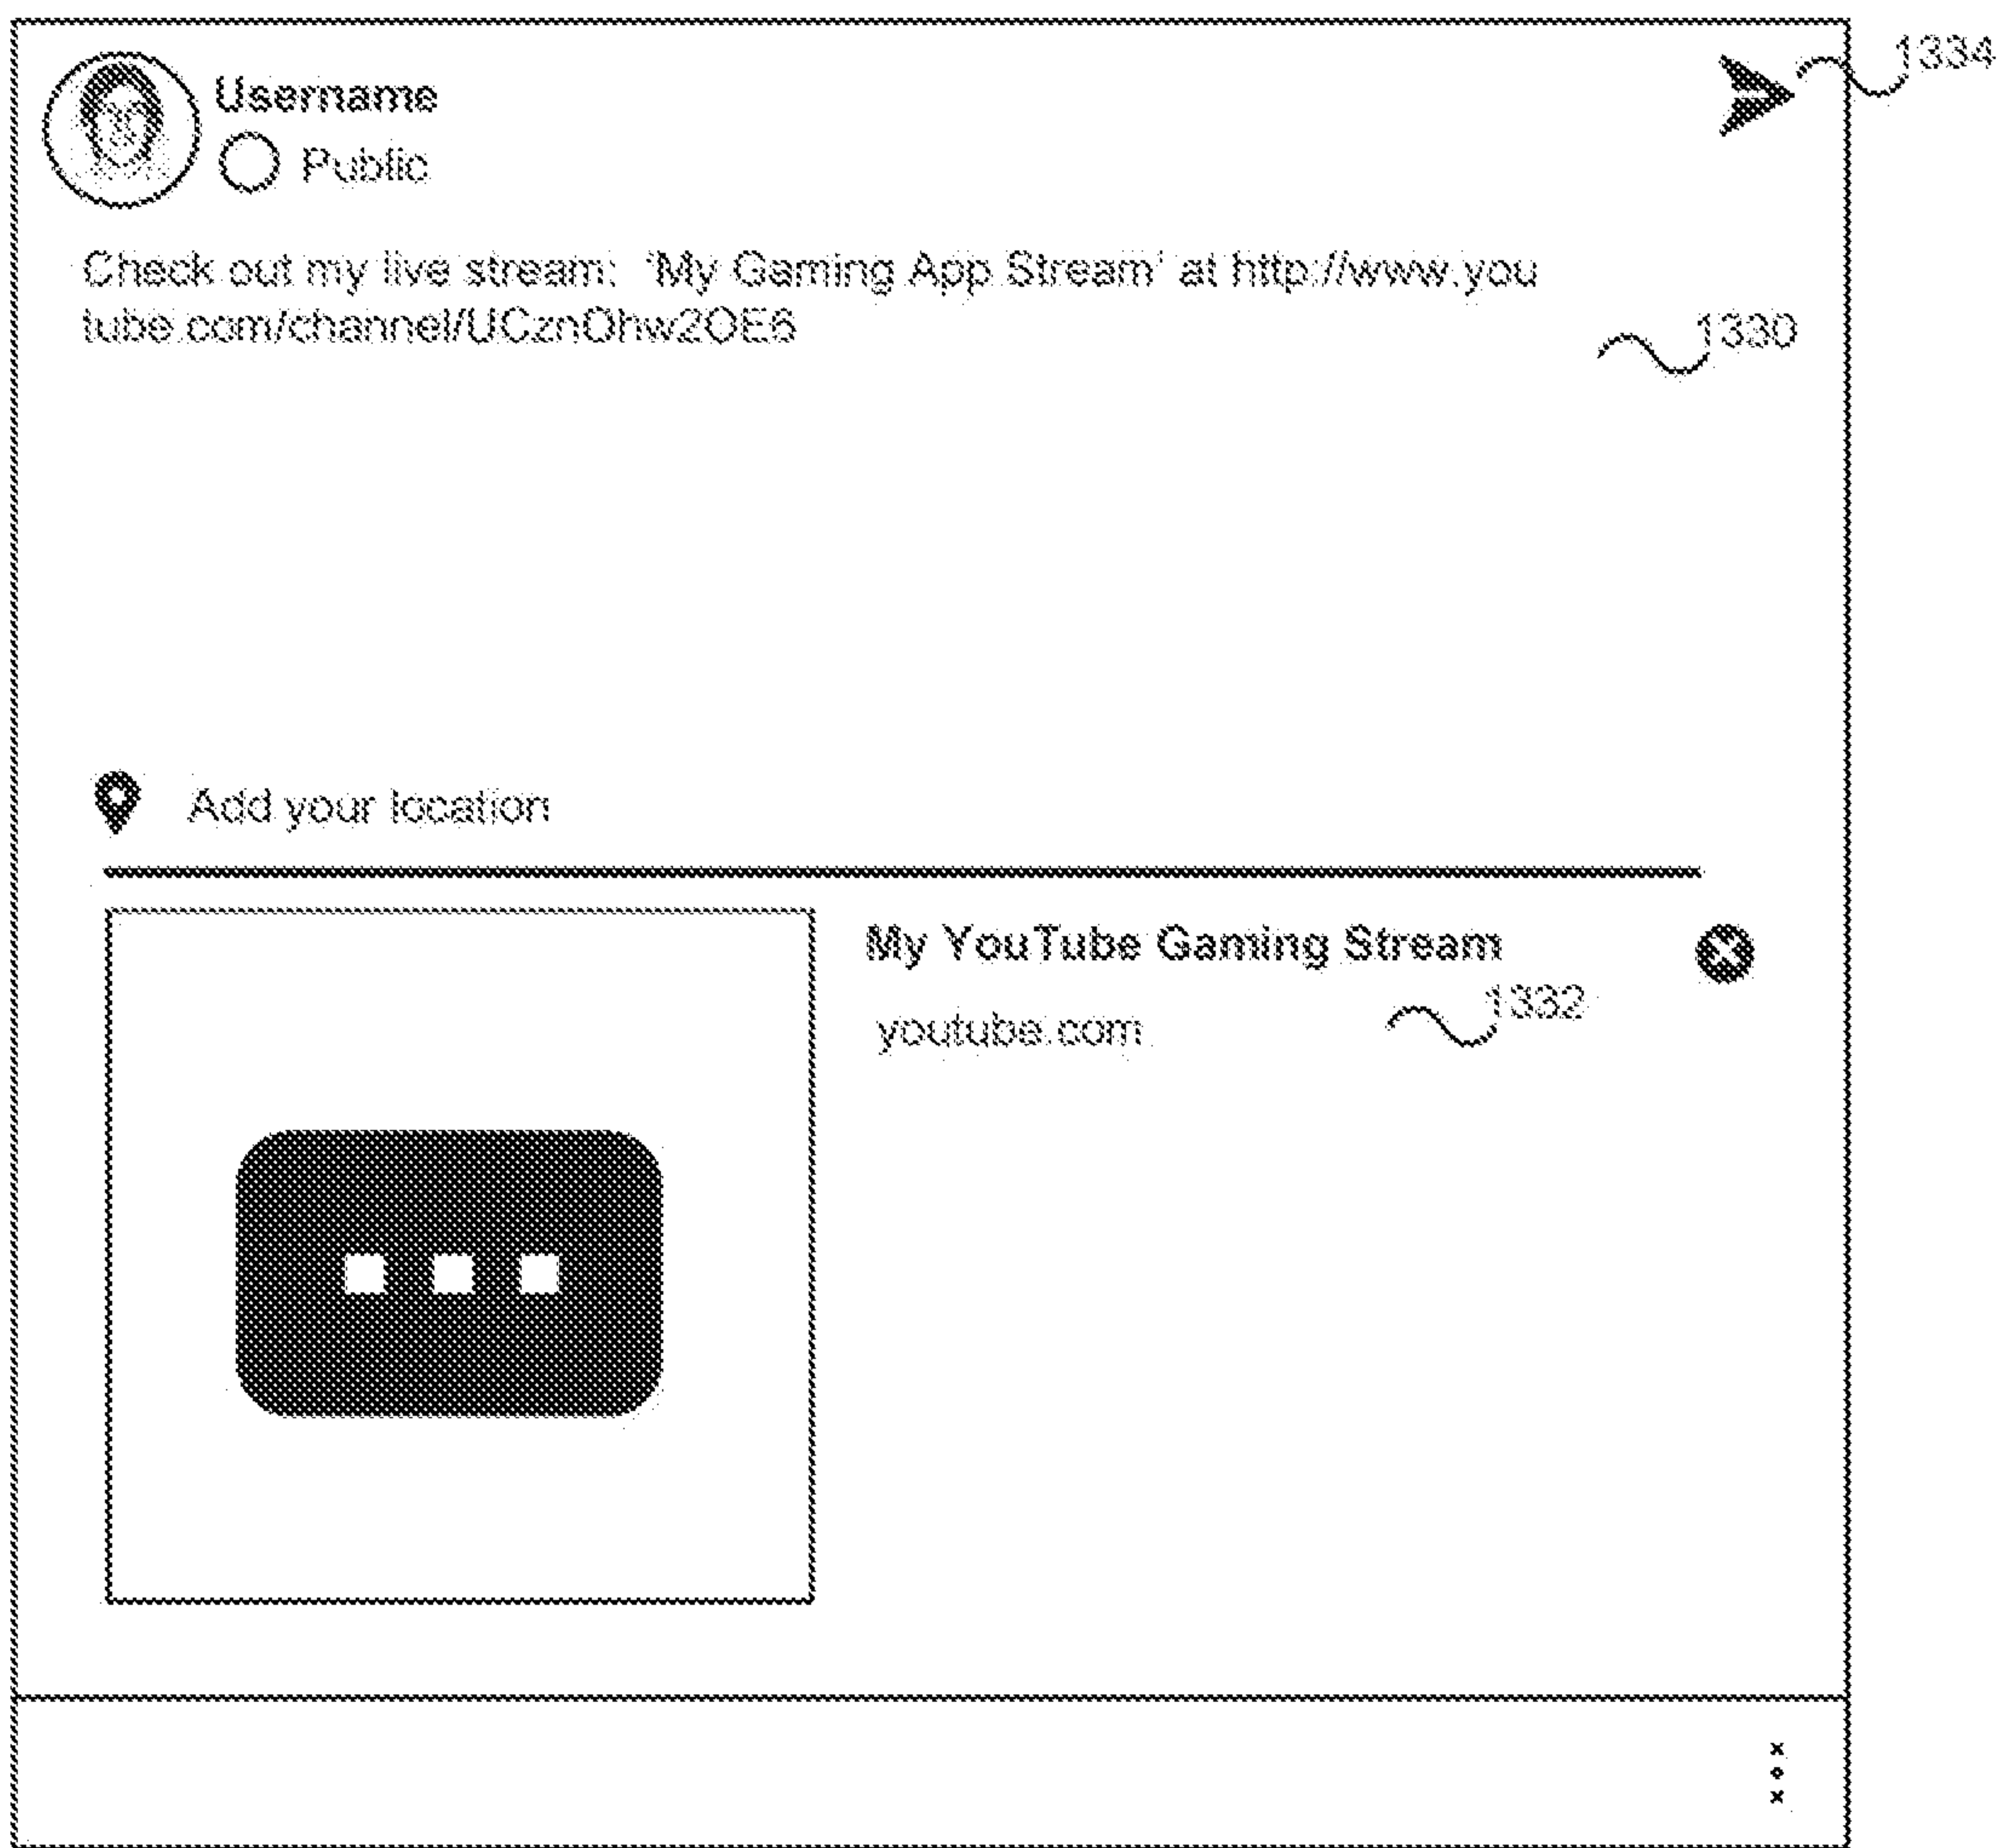 Username
1334
Public
Check out my live stream: 'My Gaming App Stream' at http://www.you
tube.com/channel/UCznOhw2OE6
1330
Add your location
My YouTube Gaming Stream
youtube.com
1332